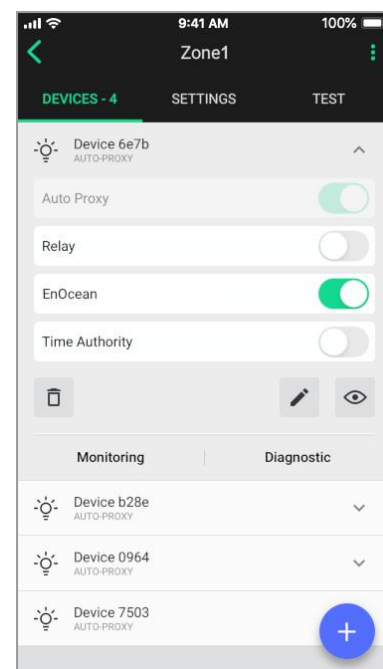 9:41 AM 100%
Zone1
DEVICES - 4 SETTINGS TEST
Device 6e7b
AUTO-PROXY
Auto Proxy
Relay
EnOcean
Time Authority
Monitoring Diagnostic
Device b28e
AUTO-PROXY
Device 0964
AUTO-PROXY
Device 7503
AUTO-PROXY